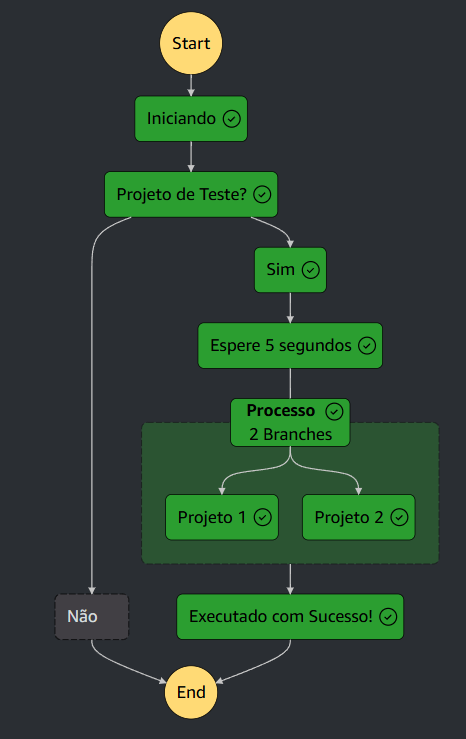 Start
Iniciando
Projeto de Teste?
Sim
Espere 5 segundos
Processo
2 Branches
Projeto 1
Projeto 2
Não
Executado com Sucesso!
End